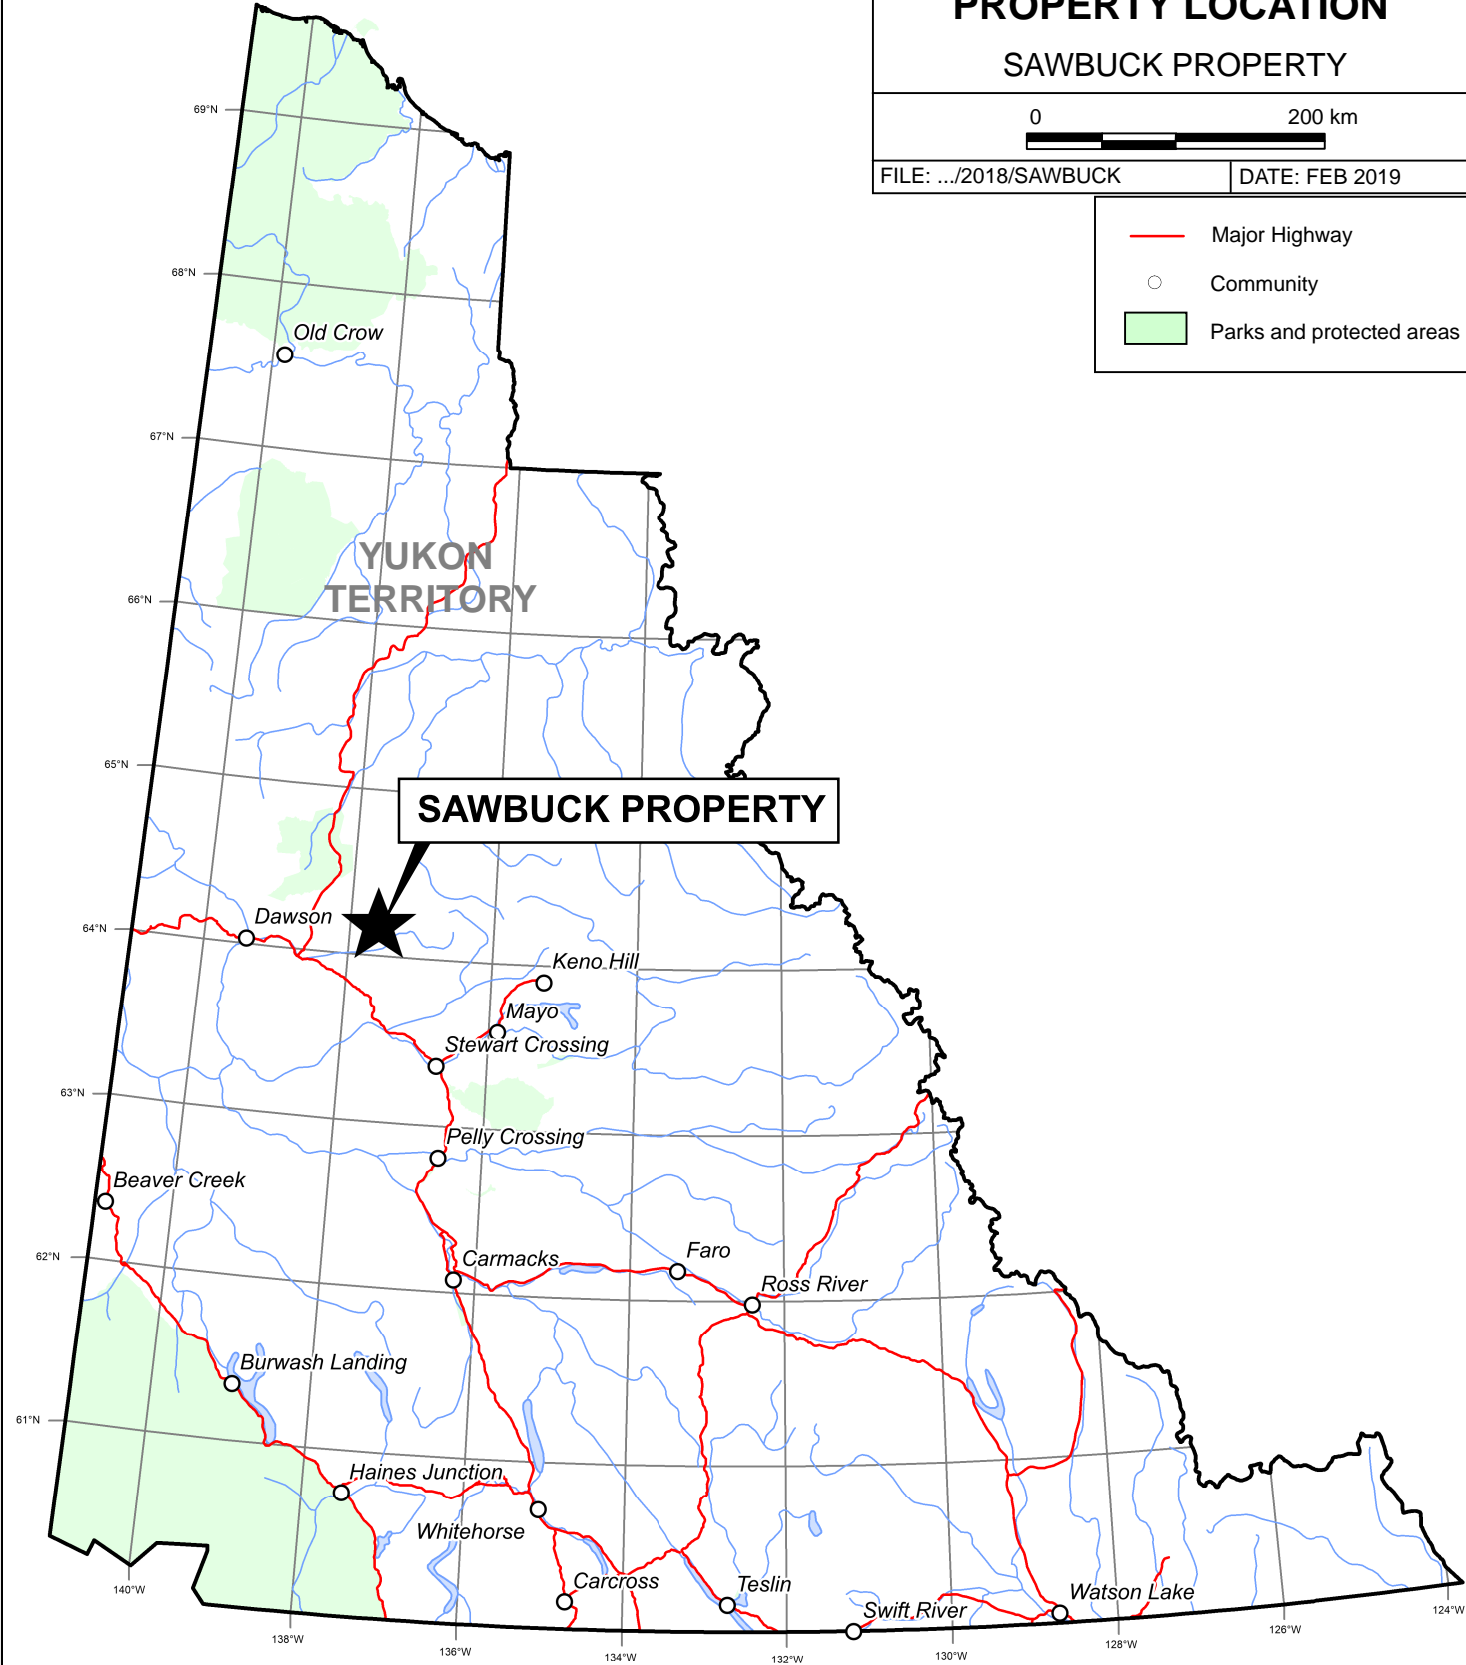 PROPERTY LOCATION
SAWBUCK PROPERTY
0 200 km
FILE: .../2018/SAWBUCK DATE: FEB 2019
Major Highway
Community
Parks and protected areas
69°N
68°N
Old Crow
67°N
YUKON
TERRITORY
66°N
65°N
SAWBUCK PROPERTY
Dawson
64°N
Keno Hill
Mayo
Stewart Crossing
63°N
Pelly Crossing
Beaver Creek
62°N
Carmacks
Faro
Ross River
Burwash Landing
61°N
Haines Junction
Whitehorse
Carcross
Teslin
Swift River
Watson Lake
140°W
138°W
136°W
134°W
132°W
130°W
128°W
126°W
124°W